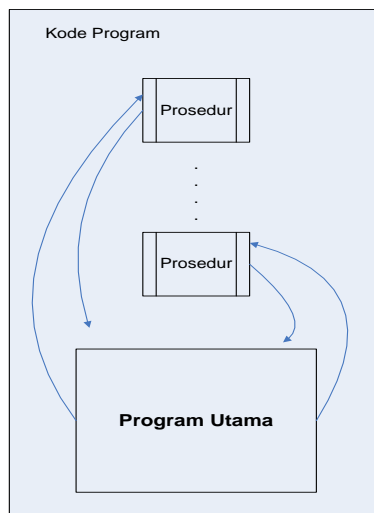 Kode Program
Prosedur
.
.
.
.
Prosedur
Program Utama